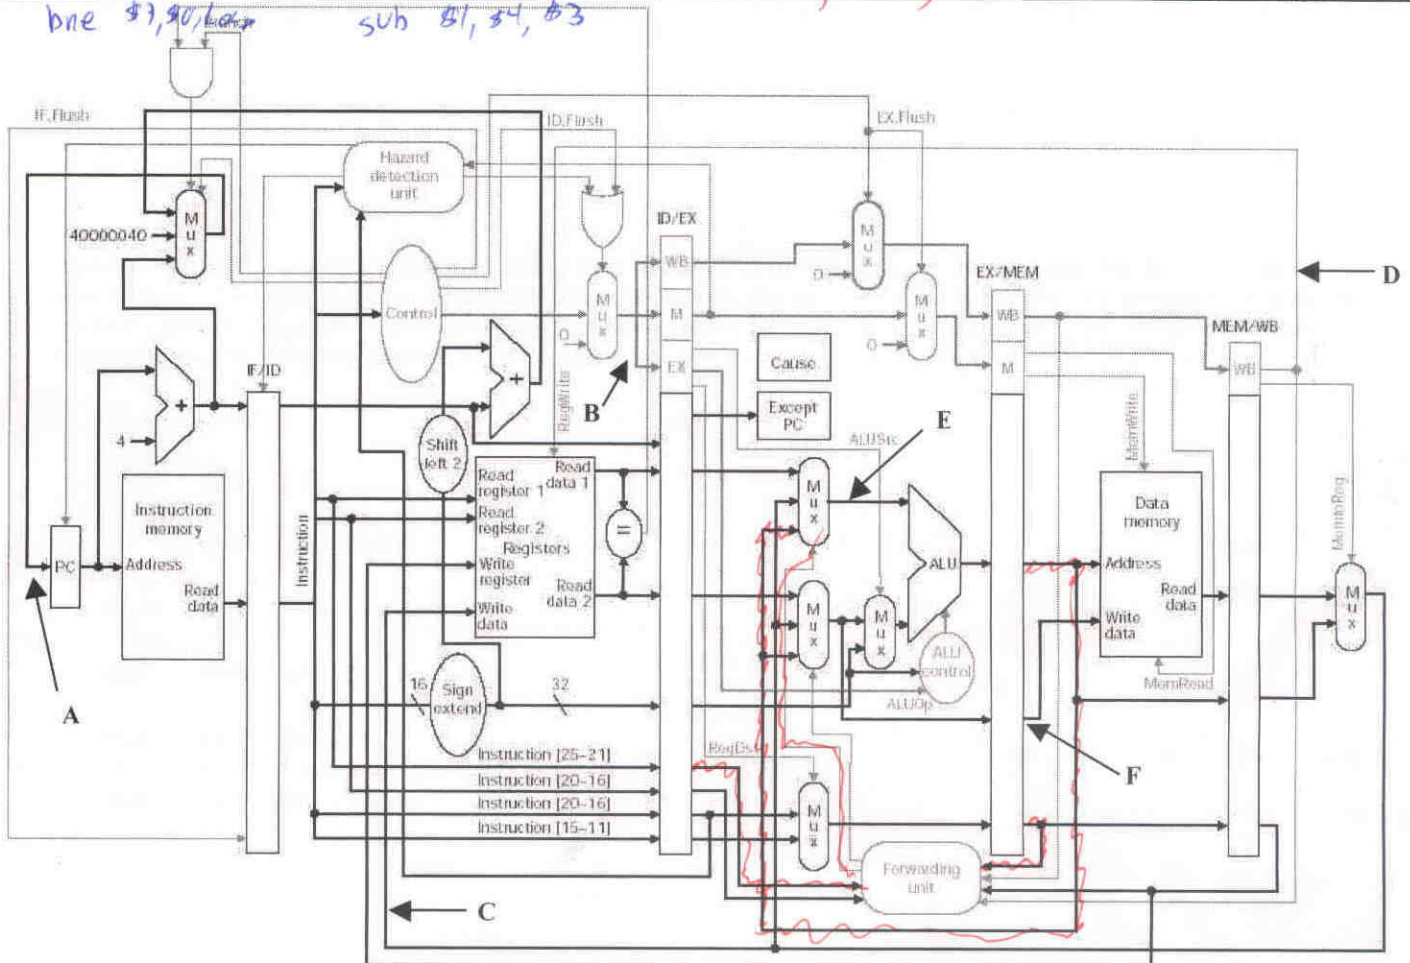 bne $7, $0,
sub $1, $4, $3
IF.Flush
ID.Flush
EX.Flush
Hazard
detection
unit
M
u
x
40000040
ID/EX
WB
M
u
x
0
EX/MEM
D
Control
M
u
x
0
M
M
u
x
0
WB
MEM/WB
IF/ID
+
4
+
EX
B
RegWrite
Cause
Except
PC
M
WB
Shift
left 2
ALUSrc
E
MemWrite
MemtoReg
Instruction
memory
Address
Read
data
PC
A
Instruction
Read
register 1
Read
register 2
Registers
Write
register
Write
data
Read
data 1
Read
data 2
=
M
u
x
M
u
x
M
u
x
ALU
ALU
control
ALUOp
Data
memory
Address
Write
data
Read
data
MemRead
M
u
x
16
Sign
extend
32
F
Instruction [25–21]
Instruction [20–16]
Instruction [20–16]
Instruction [15–11]
M
u
x
Forwarding
unit
C